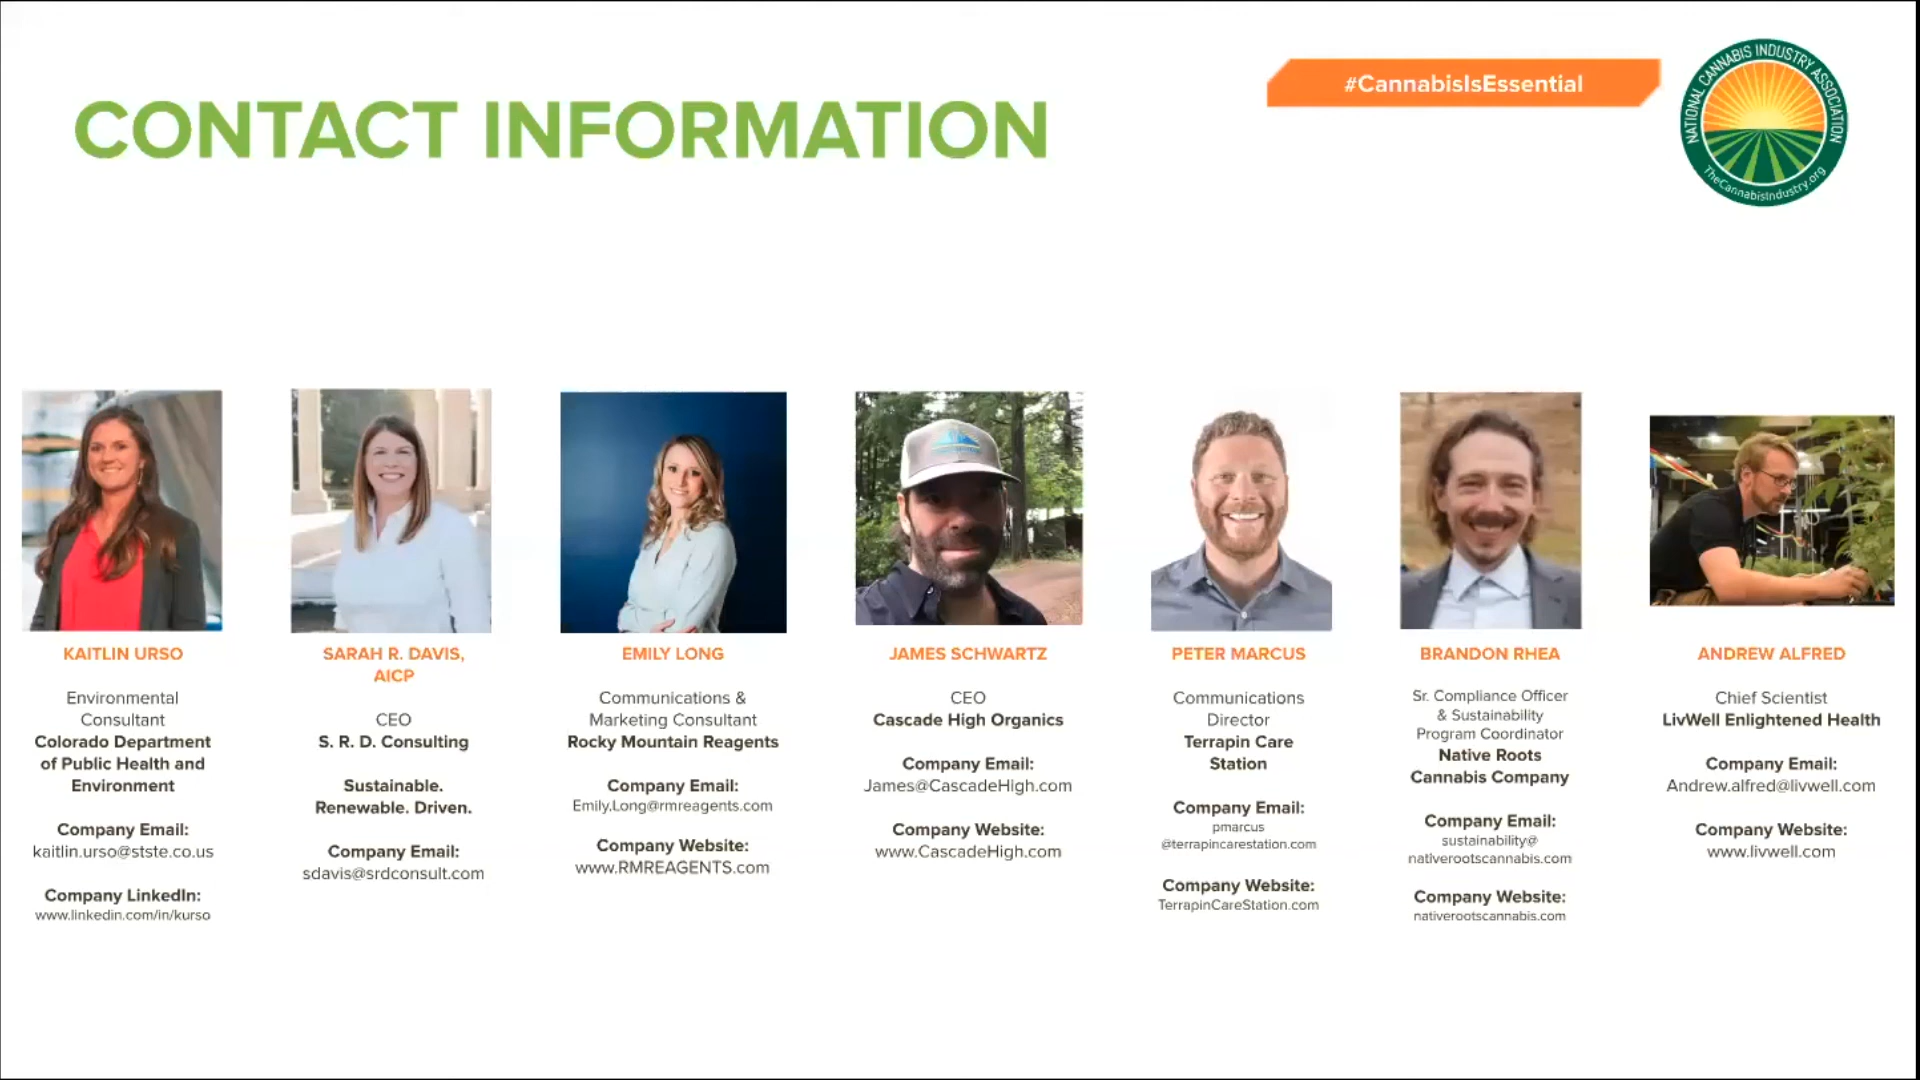 CONTACT INFORMATION
#CannabisIsEssential
NATIONAL CANNABIS INDUSTRY ASSOCIATION
TheCannabisIndustry.org
KAITLIN URSO
Environmental
Consultant
Colorado Department
of Public Health and
Environment
Company Email:
kaitlin.urso@stste.co.us
Company LinkedIn:
www.linkedin.com/in/kurso
SARAH R. DAVIS,
AICP
CEO
S. R. D. Consulting
Sustainable.
Renewable. Driven.
Company Email:
sdavis@srdconsult.com
EMILY LONG
Communications &
Marketing Consultant
Rocky Mountain Reagents
Company Email:
Emily.Long@rmreagents.com
Company Website:
www.RMREAGENTS.com
JAMES SCHWARTZ
CEO
Cascade High Organics
Company Email:
James@CascadeHigh.com
Company Website:
www.CascadeHigh.com
PETER MARCUS
Communications
Director
Terrapin Care
Station
Company Email:
pmarcus
@terrapincarestation.com
Company Website:
TerrapinCareStation.com
BRANDON RHEA
Sr. Compliance Officer
& Sustainability
Program Coordinator
Native Roots
Cannabis Company
Company Email:
sustainability@
nativerootscannabis.com
Company Website:
nativerootscannabis.com
ANDREW ALFRED
Chief Scientist
LivWell Enlightened Health
Company Email:
Andrew.alfred@livwell.com
Company Website:
www.livwell.com